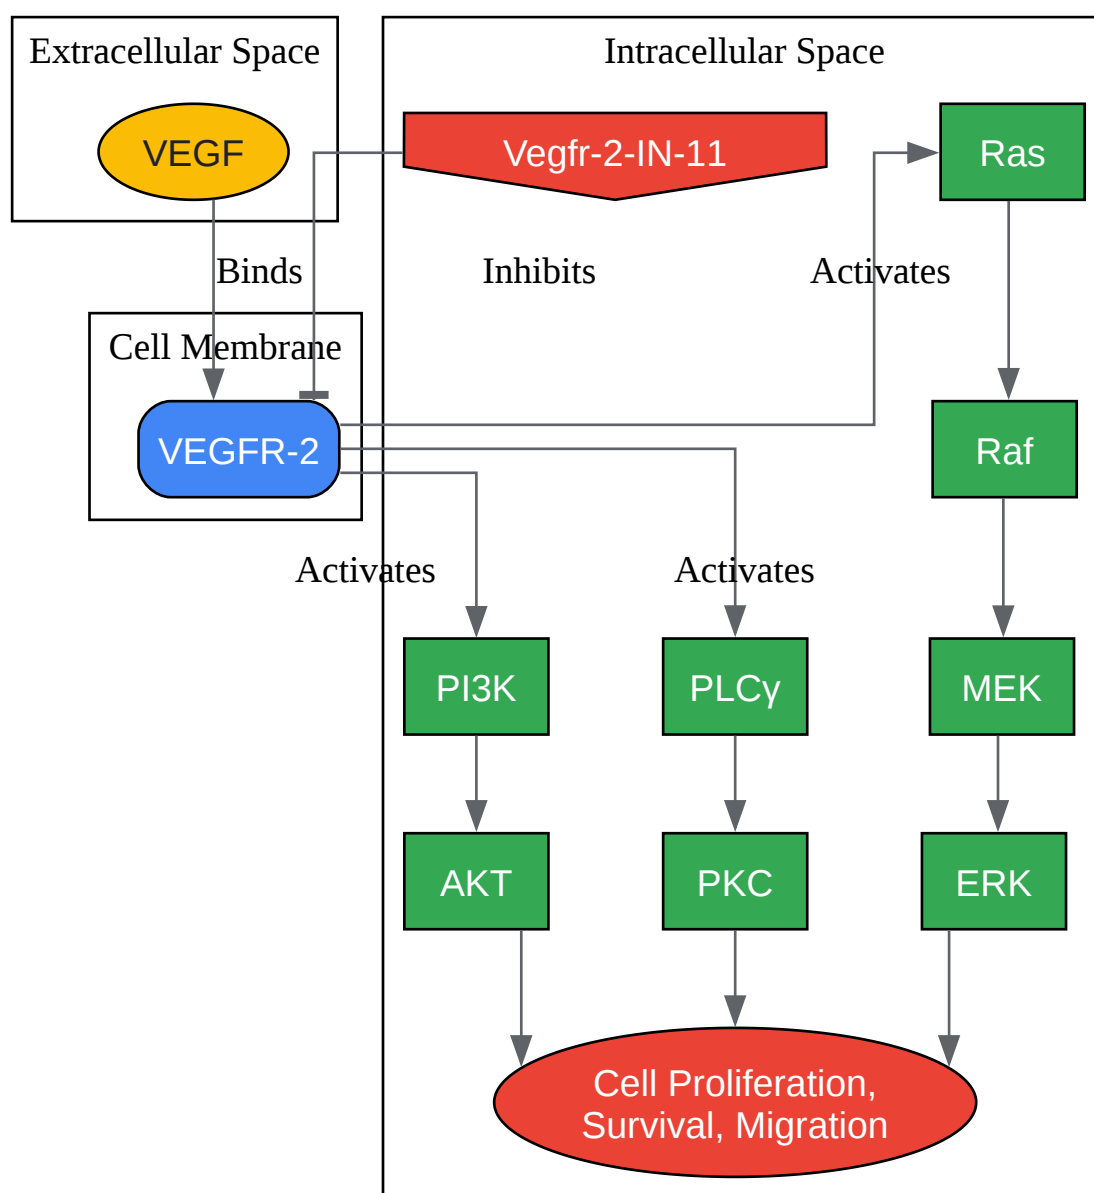 Extracellular Space
Intracellular Space
VEGF
Vegfr-2-IN-11
Ras
Binds
Inhibits
Activates
Cell Membrane
VEGFR-2
Raf
Activates
Activates
PI3K
PLCγ
MEK
AKT
PKC
ERK
Cell Proliferation,
Survival, Migration